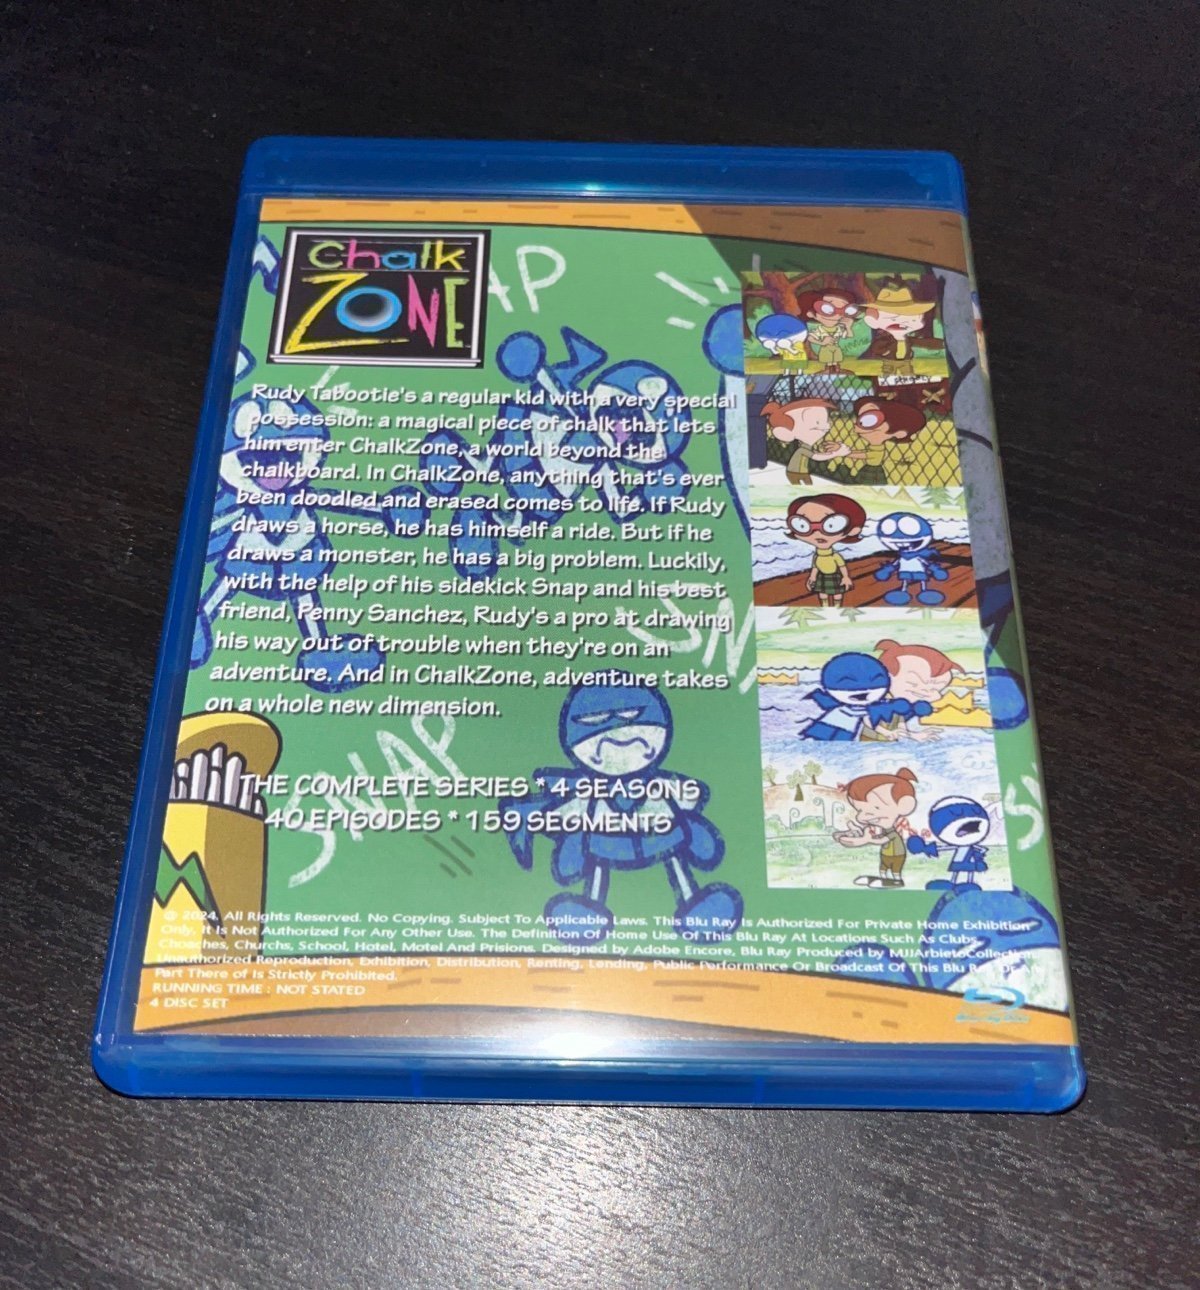 Chalk
ZONE
SNAP
Rudy Tabootie's a regular kid with a very special
possession: a magical piece of chalk that lets
him enter ChalkZone, a world beyond the
chalkboard. In ChalkZone, anything that's ever
been doodled and erased comes to life. If Rudy
draws a horse, he has himself a ride. But if he
draws a monster, he has a big problem. Luckily,
with the help of his sidekick Snap and his best
friend, Penny Sanchez, Rudy's a pro at drawing
his way out of trouble when they're on an
adventure. And in ChalkZone, adventure takes
on a whole new dimension.
SNAP
THE COMPLETE SERIES * 4 SEASONS
40 EPISODES * 159 SEGMENTS
© 2024. All Rights Reserved. No Copying. Subject To Applicable Laws. This Blu Ray Is Authorized For Private Home Exhibition
Only, It Is Not Authorized For Any Other Use. The Definition Of Home Use Of This Blu Ray At Locations Such As Clubs,
Choaches, Churchs, School, Hotel, Motel And Prisions. Designed by Adobe Encore, Blu Ray Produced by MJJArbietoCollection
Unauthorized Reproduction, Exhibition, Distribution, Renting, Lending, Public Performance Or Broadcast Of This Blu Ray Or Any
Part There of Is Strictly Prohibited.
RUNNING TIME : NOT STATED
4 DISC SET
Blu-ray Disc